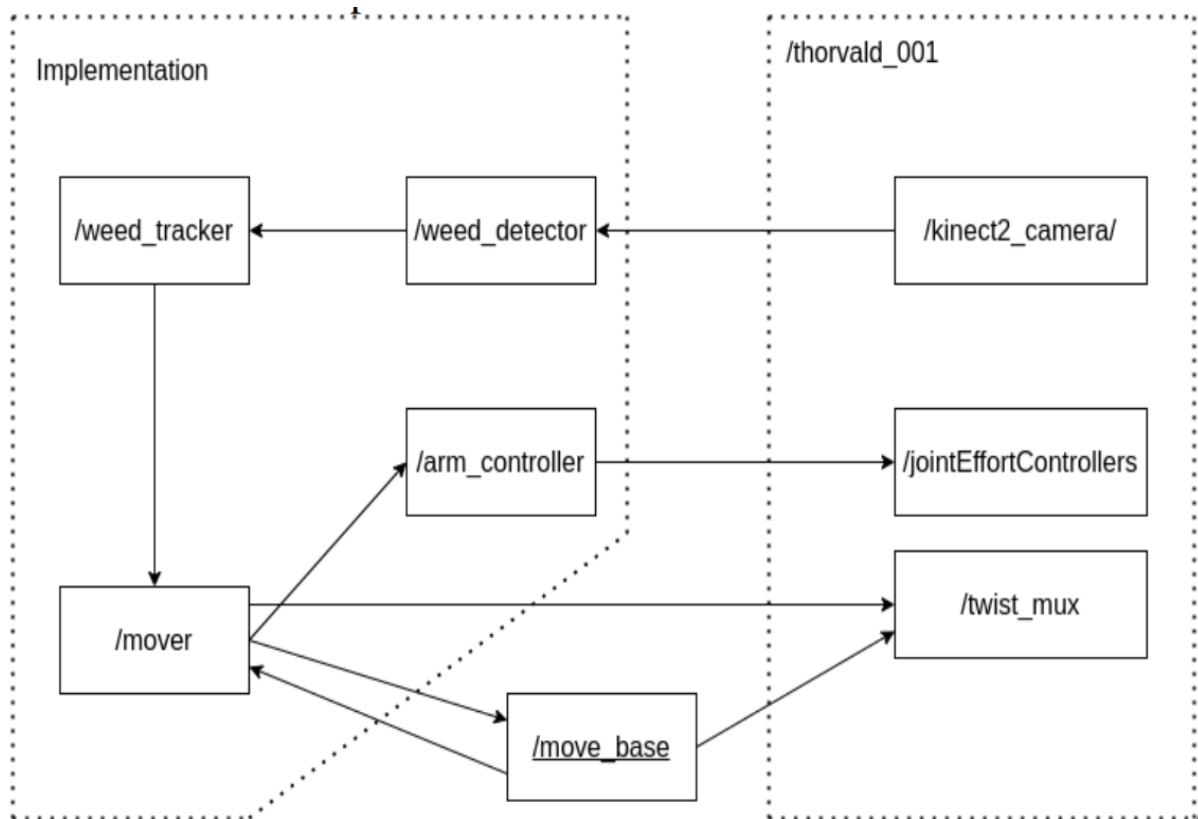 Implementation
/thorvald_001
/weed_tracker
/weed_detector
/kinect2_camera/
/arm_controller
/jointEffortControllers
/mover
/twist_mux
/move_base